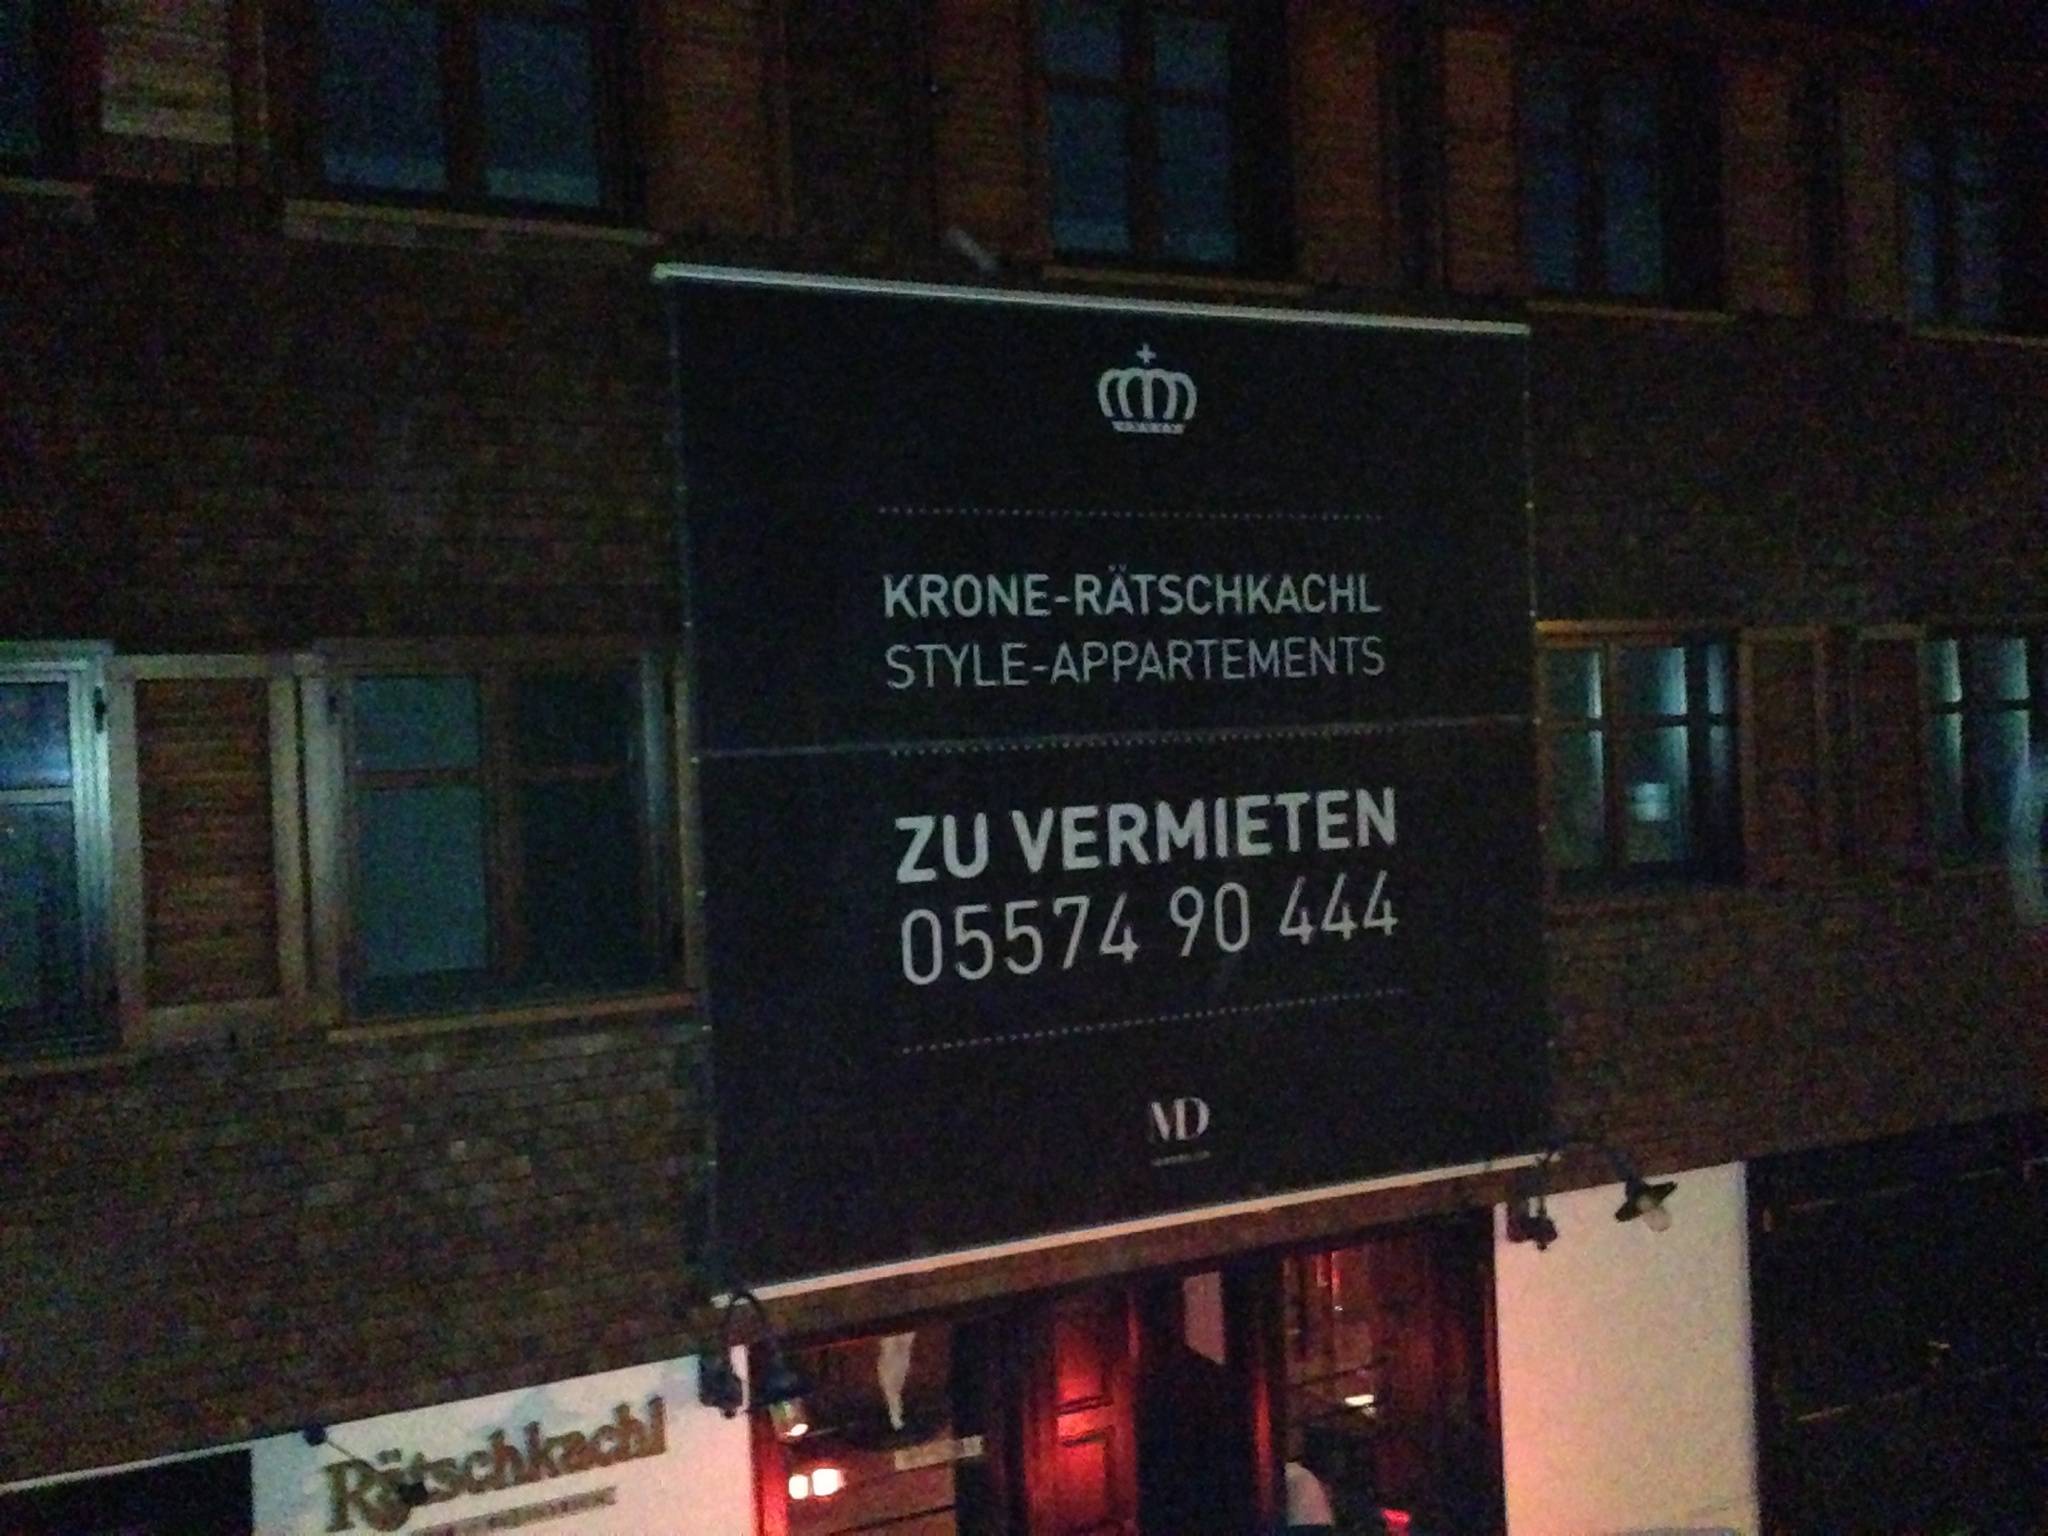 KRONE-RÄTSCHKACHL
STYLE-APPARTEMENTS
ZU VERMIETEN
05574 90 444
MD
Rätschkachl